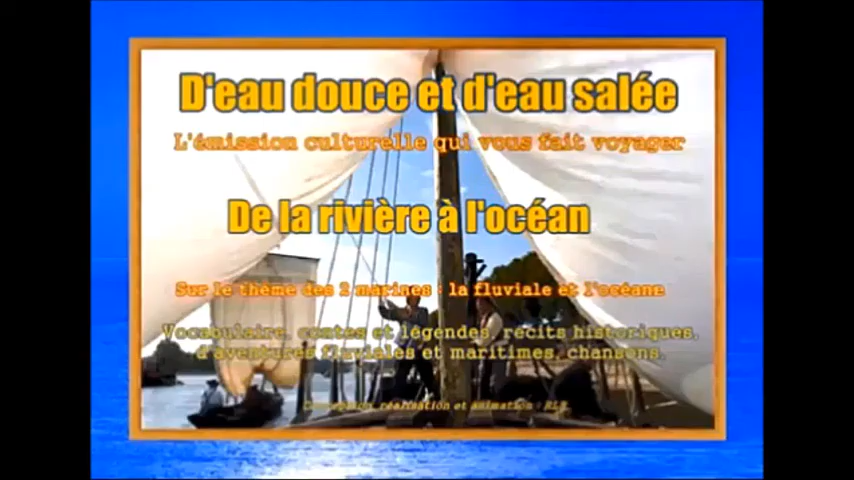 D'eau douce et d'eau salée
L'émission culturelle qui vous fait voyager
De la rivière à l'océan
Sur le thème des 2 marines : la fluviale et l'océane
Vocabulaire, contes et légendes, récits historiques,
d'aventures fluviales et maritimes, chansons.
Conception, réalisation et animation : RLB